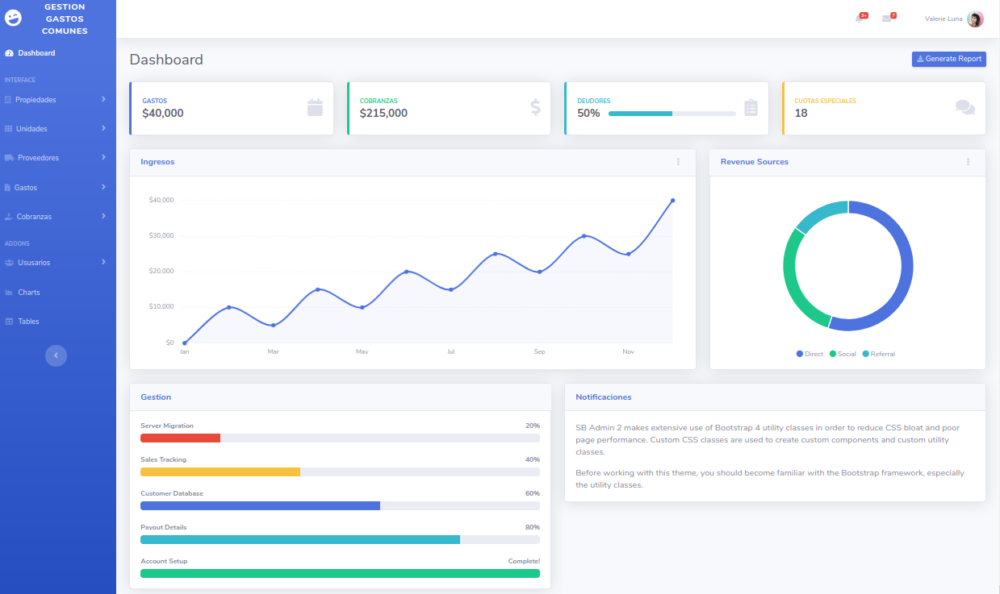 GESTION
GASTOS
COMUNES
Dashboard
INTERFACE
Propiedades
Unidades
Proveedores
Gastos
Cobranzas
ADDONS
Ususarios
Charts
Tables
3+
7
Valerie Luna
Dashboard
Generate Report
GASTOS
$40,000
COBRANZAS
$215,000
DEUDORES
50%
CUOTAS ESPECIALES
18
Ingresos
$40,000
$30,000
$20,000
$10,000
$0
Jan Mar May Jul Sep Nov
Revenue Sources
Direct Social Referral
Gestion
Server Migration 20%
Sales Tracking 40%
Customer Database 60%
Payout Details 80%
Account Setup Complete!
Notificaciones
SB Admin 2 makes extensive use of Bootstrap 4 utility classes in order to reduce CSS bloat and poor
page performance. Custom CSS classes are used to create custom components and custom utility
classes.
Before working with this theme, you should become familiar with the Bootstrap framework, especially
the utility classes.